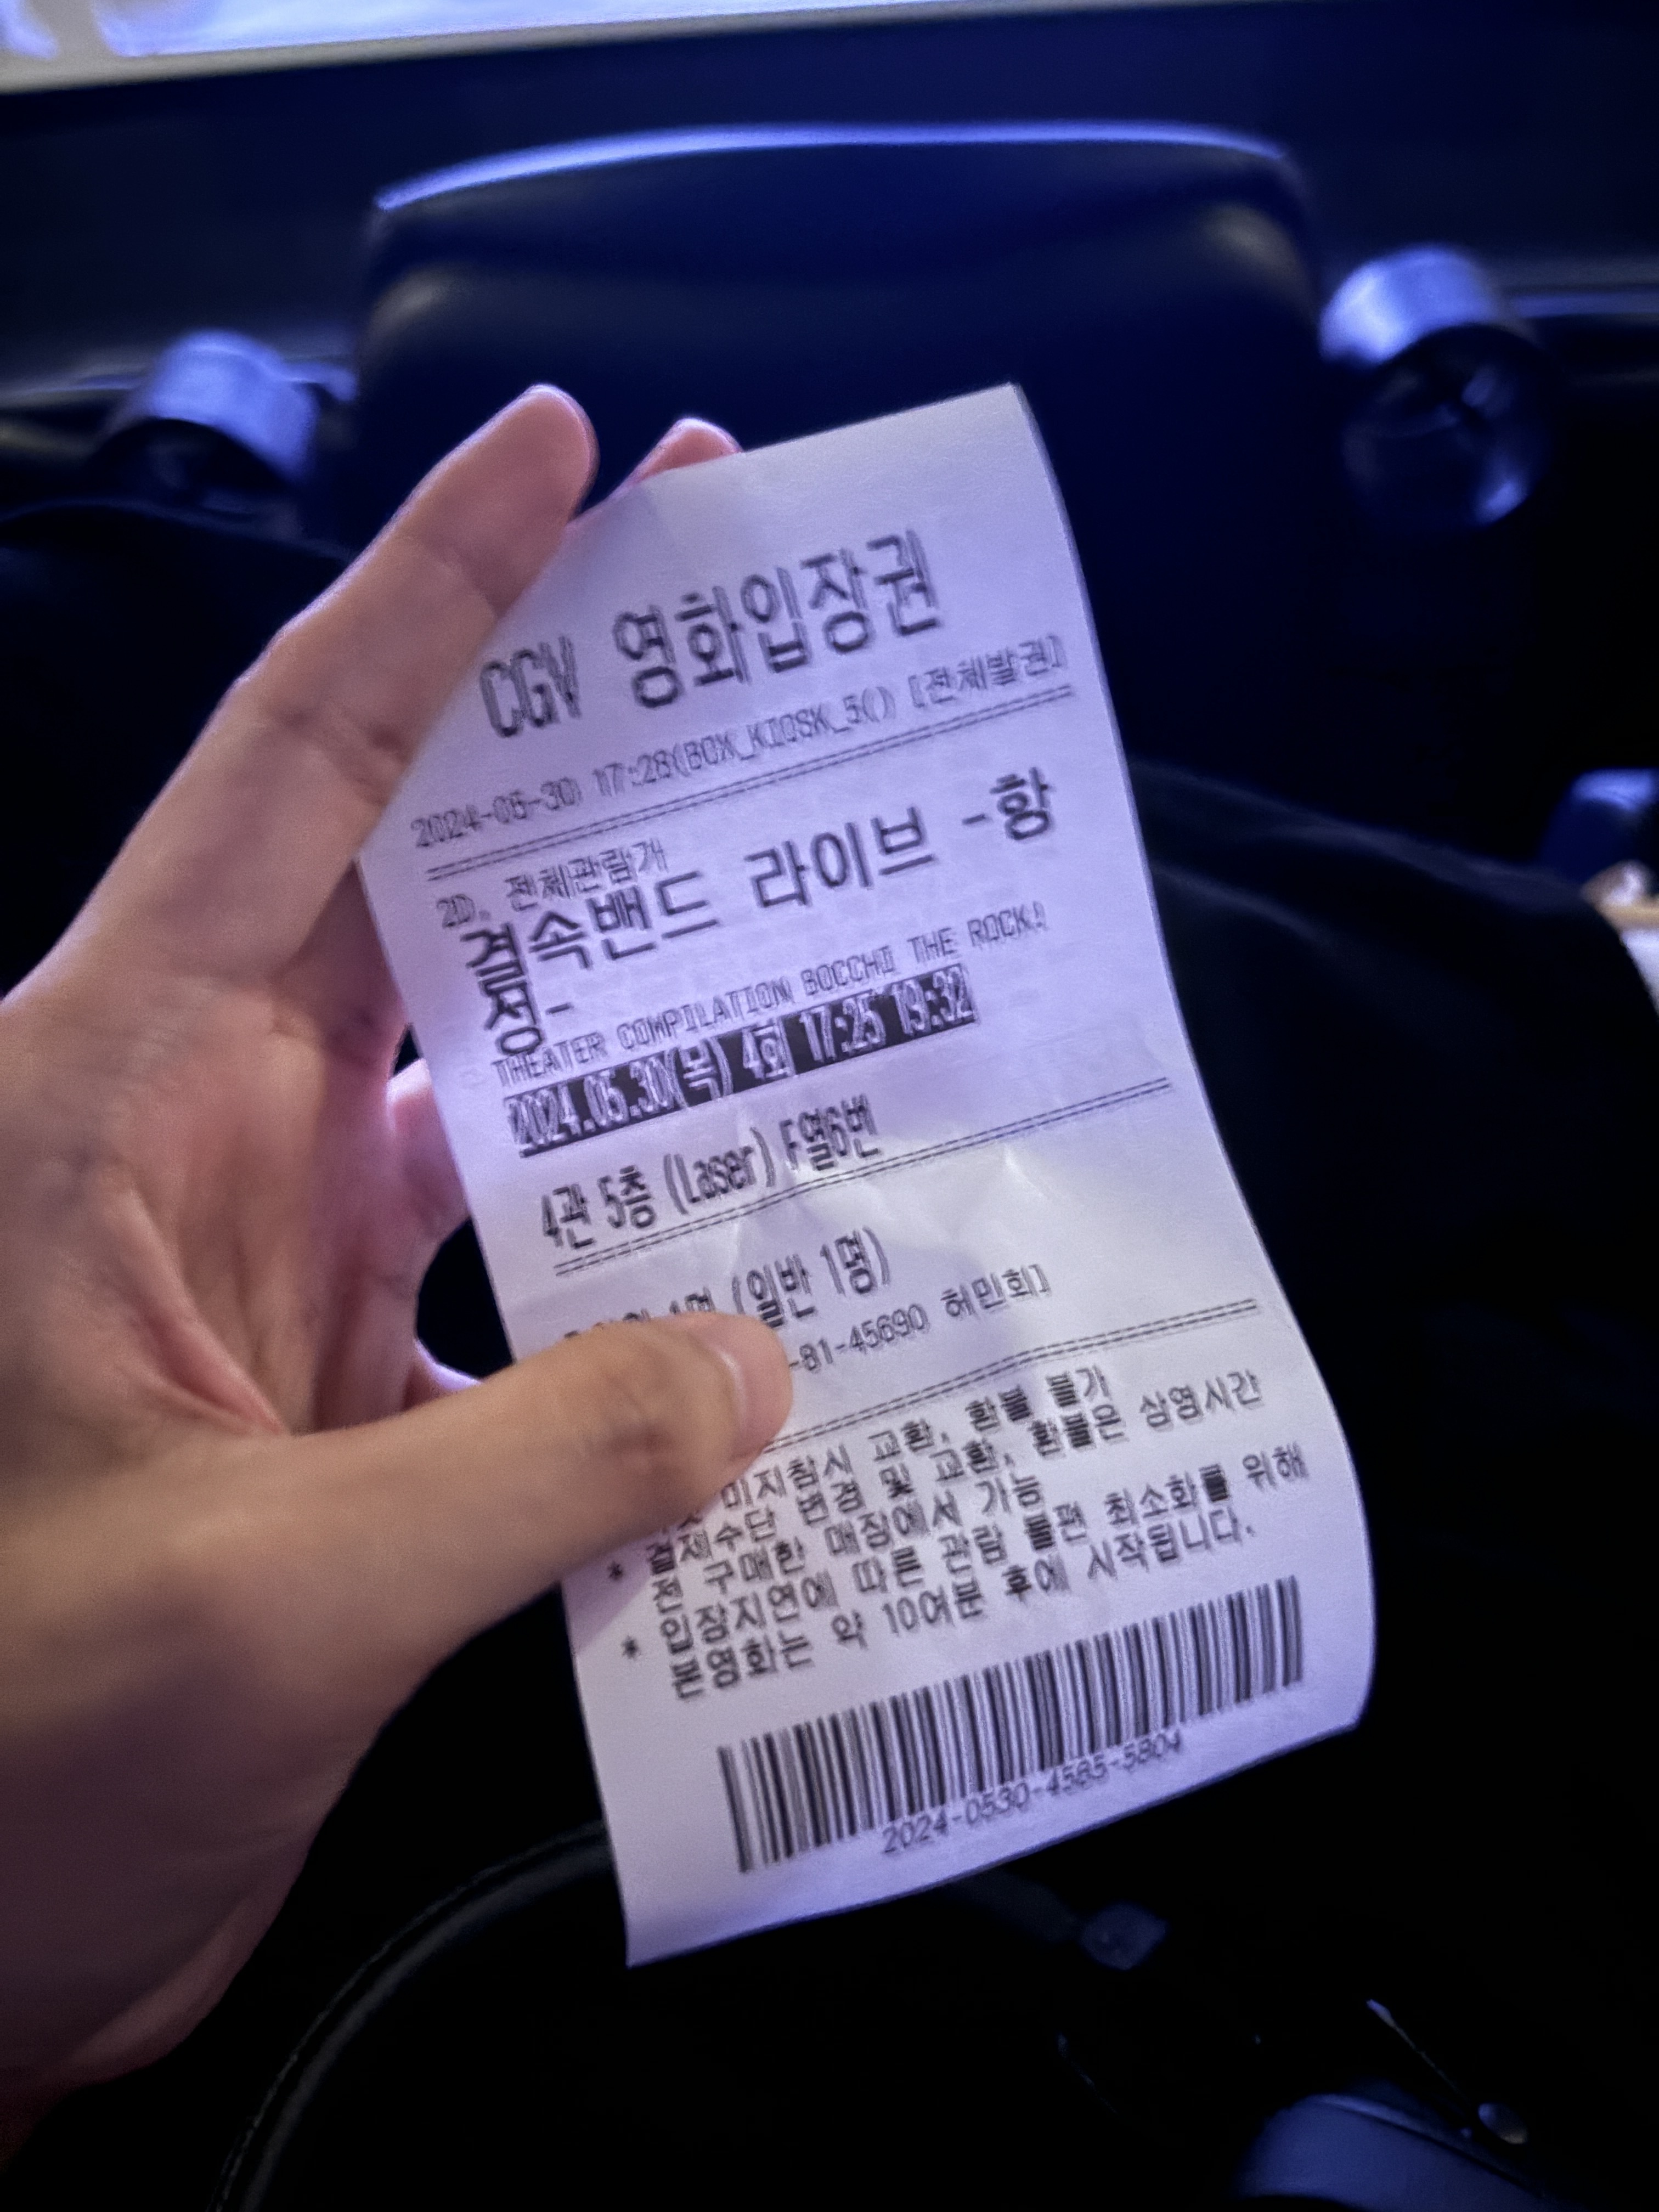 CGV 영화입장권
2024-05-30) 17:28(BOX_KIOSK_5()) [전체발권]
2D, 전체관람가
결속밴드 라이브 -항
정-
THEATER COMPILATION BOCCHI THE ROCK!
2024.05.30(목) 4회 17:25 19:32
4관 5층 (Laser) F열6번
1명 (일반 1명)
-81-45690 허민회]
미지참시 교환, 환불 불가
* 결제수단 변경 및 교환, 환불은 상영시간
전 구매한 매장에서 가능
* 입장지연에 따른 관람 불편 최소화를 위해
본영화는 약 10여분 후에 시작됩니다.
2024-0530-4585-5804